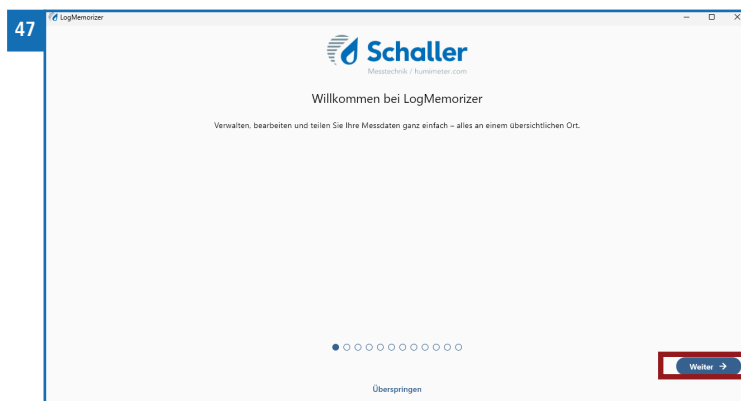 47
LogMemorizer
Schaller
Messtechnik / humimeter.com
Willkommen bei LogMemorizer
Verwalten, bearbeiten und teilen Sie Ihre Messdaten ganz einfach – alles an einem übersichtlichen Ort.
Weiter →
Überspringen